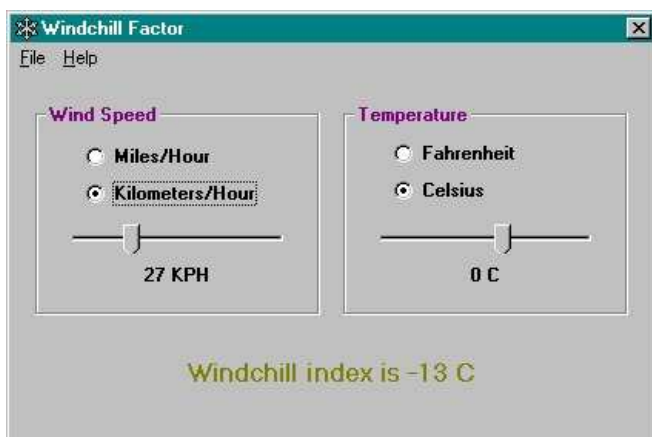 Windchill Factor
File Help
Wind Speed
Miles/Hour
Kilometers/Hour
27 KPH
Temperature
Fahrenheit
Celsius
0 C
Windchill index is -13 C